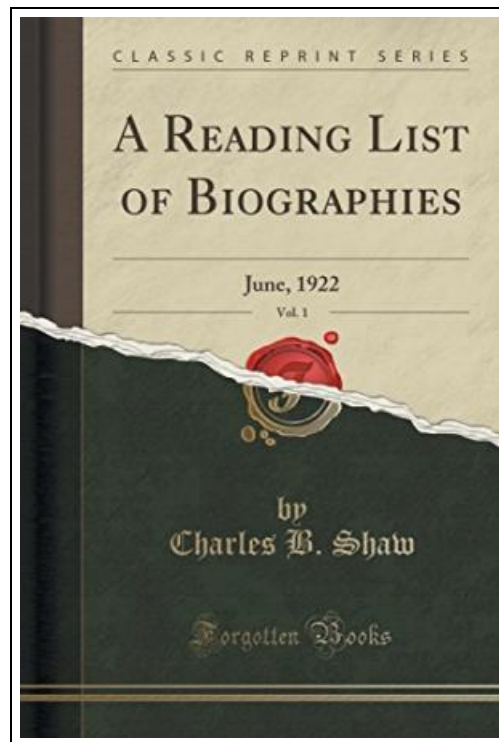 CLASSIC REPRINT SERIES
A READING LIST
OF BIOGRAPHIES
June, 1922
Vol. 1
F
by
Charles B. Shaw
Forgotten Books